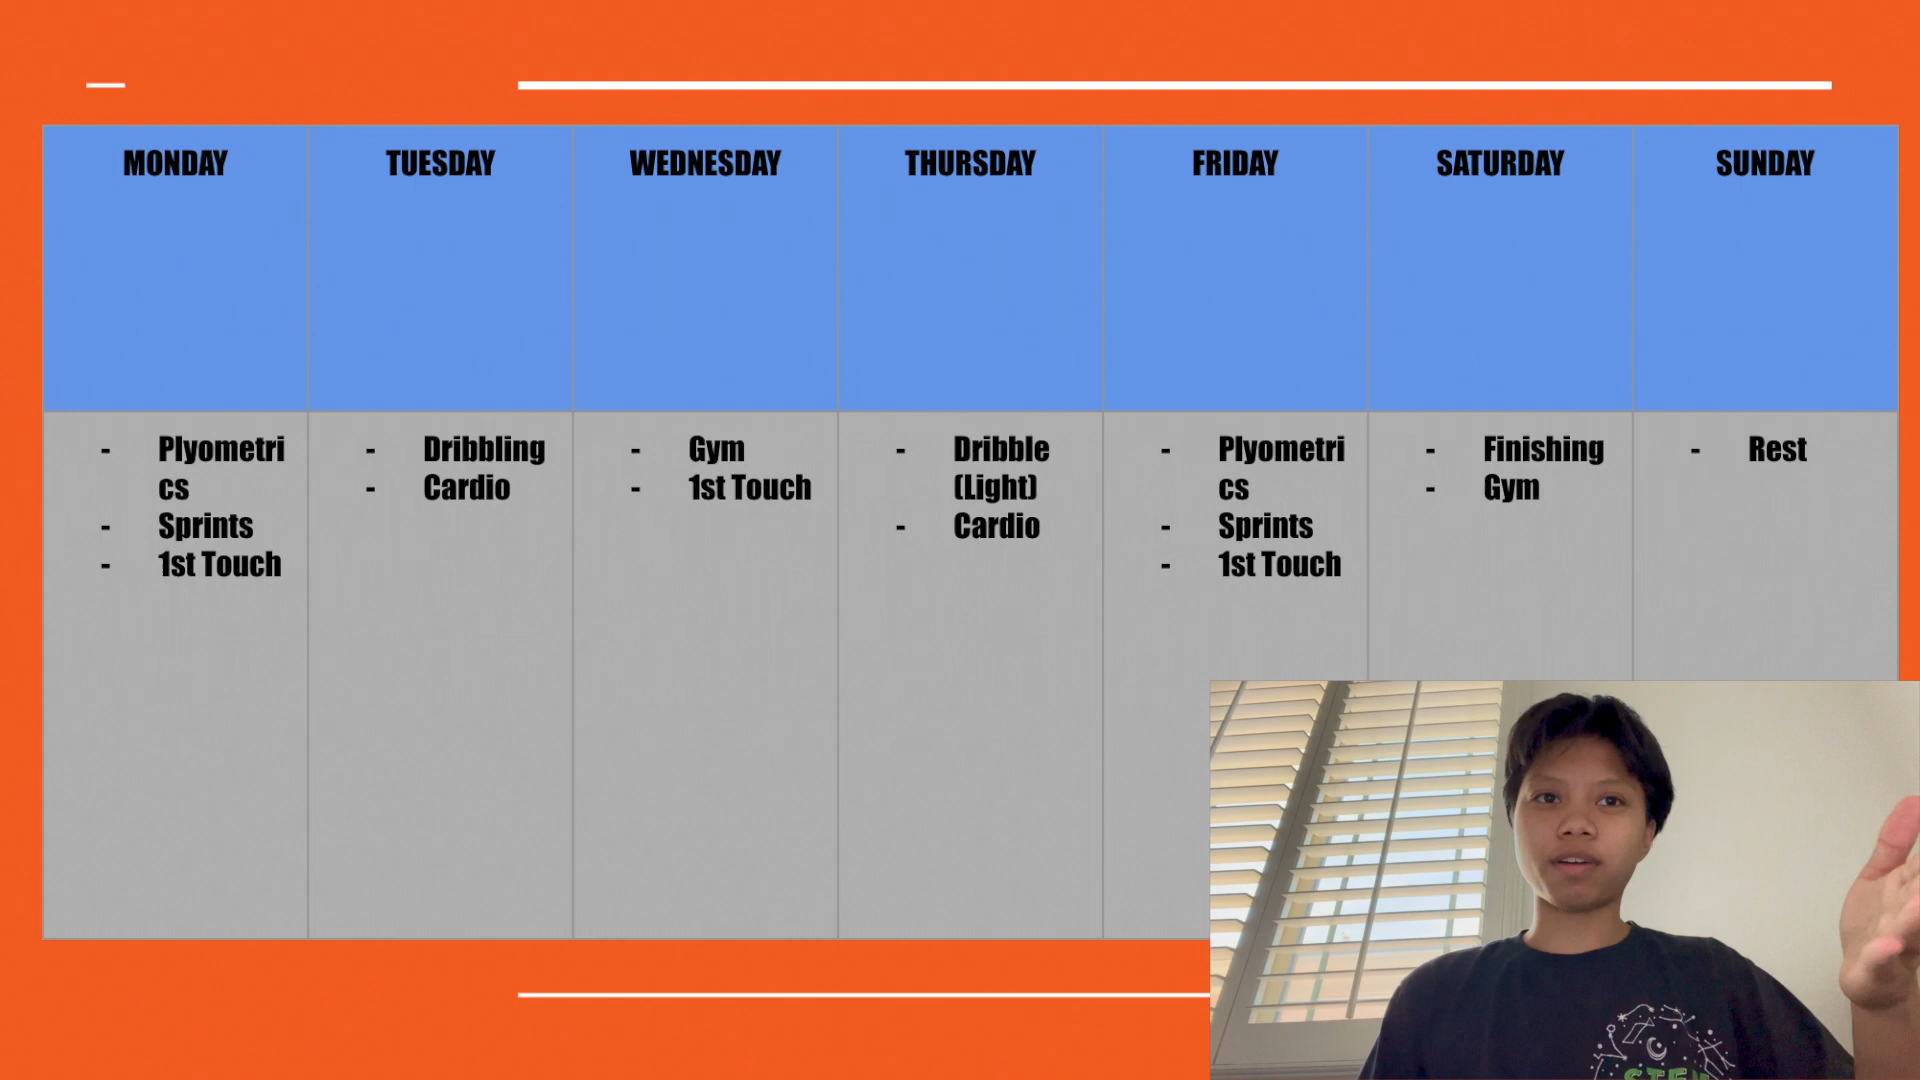 MONDAY
TUESDAY
WEDNESDAY
THURSDAY
FRIDAY
SATURDAY
SUNDAY
- Plyometri
cs
- Sprints
- 1st Touch
- Dribbling
- Cardio
- Gym
- 1st Touch
- Dribble
(Light)
- Cardio
- Plyometri
cs
- Sprints
- 1st Touch
- Finishing
- Gym
- Rest